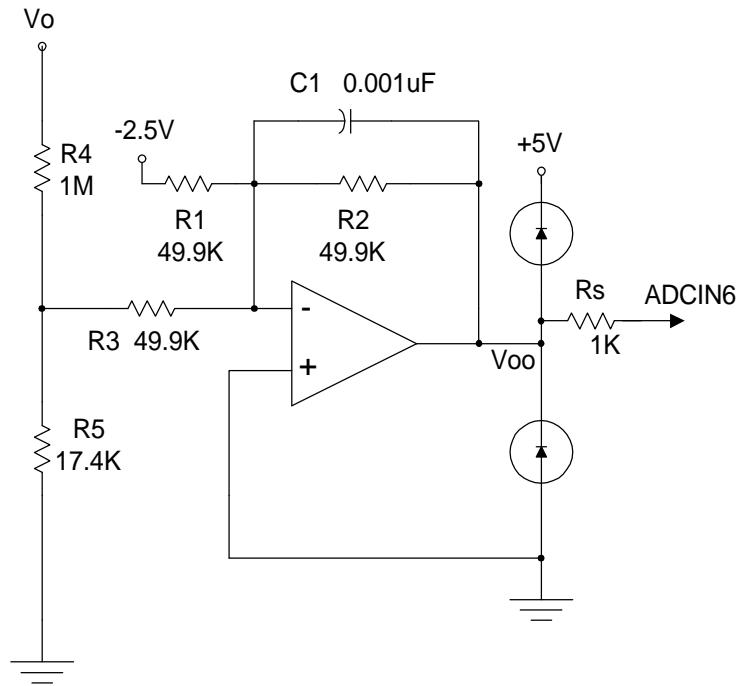 Vo
C1 0.001uF
-2.5V
+5V
R4
1M
R1
49.9K
R2
49.9K
Rs
1K
ADCIN6
R3 49.9K
-
+
Voo
R5
17.4K